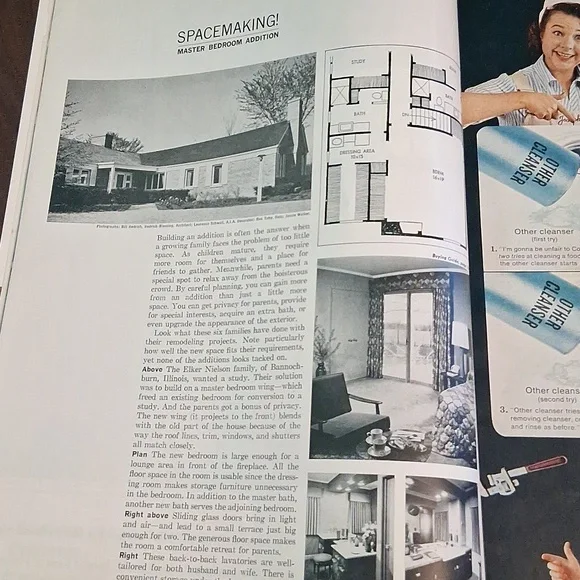 SPACEMAKING!
MASTER BEDROOM ADDITION
STUDY
BATH
DRESSING AREA
10×15
Building an addition is often the answer when
a growing family faces the problem of too little
space. As children mature, they require
more room for themselves and a place for
friends to gather. Meanwhile, parents need a
special spot to relax away from the boisterous
crowd. By careful planning, you can gain more
from an addition than just a little more
space. You can get privacy for parents, provide
for special interests, acquire an extra bath, or
even upgrade the appearance of the exterior.
Look what these six families have done with
their remodeling projects. Note particularly
how well the new space fits their requirements,
yet none of the additions looks tacked on.
Above The Elker Nielson family, of Bannoch-
burn, Illinois, wanted a study. Their solution
was to build on a master bedroom wing—which
freed an existing bedroom for conversion to a
study. And the parents got a bonus of privacy.
The new wing (it projects to the front) blends
with the old part of the house because of the
way the roof lines, trim, windows, and shutters
all match closely.
Plan The new bedroom is large enough for a
lounge area in front of the fireplace. All the
floor space in the room is usable since the dress-
ing room makes storage furniture unnecessary
in the bedroom. In addition to the master bath,
another new bath serves the adjoining bedroom.
Right above Sliding glass doors bring in light
and air—and lead to a small terrace just big
enough for two. The generous floor space makes
the room a comfortable retreat for parents.
Right These back-to-back lavatories are well-
tailored for both husband and wife. There is
convenient
Buying Guide
OTHER
CLEANSER
Other cleanser
(first try)
1. "I'm gonna be unfair to
two tries at cleaning a
the other cleanser starts
OTHER
CLEANSER
Other cleans
(second try)
3. "Other cleanser tries
removing cleanser,
and rinse as before."